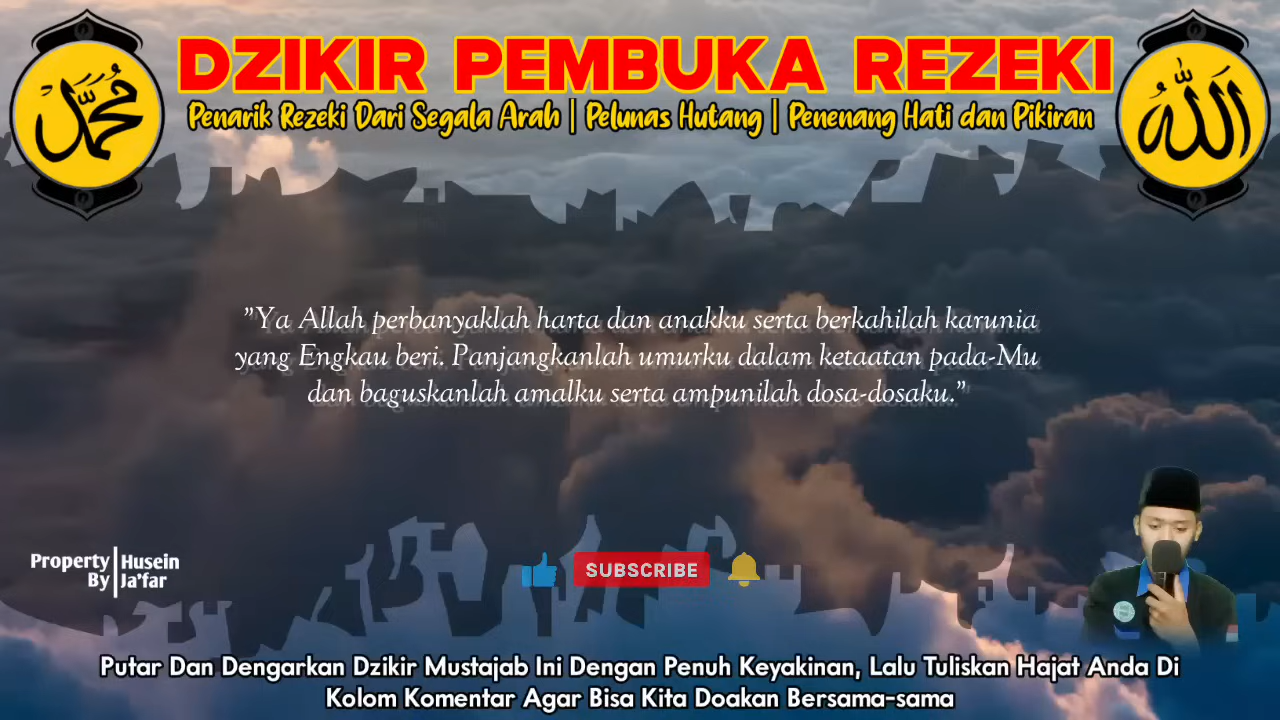 DZIKIR PEMBUKA REZEKI
Penarik Rezeki Dari Segala Arah | Pelunas Hutang | Penenang Hati dan Pikiran
محمد
الله
"Ya Allah perbanyaklah harta dan anakku serta berkahilah karunia
yang Engkau beri. Panjangkanlah umurku dalam ketaatan pada-Mu
dan baguskanlah amalku serta ampunilah dosa-dosaku."
Property | Husein
By | Ja'far
SUBSCRIBE
Putar Dan Dengarkan Dzikir Mustajab Ini Dengan Penuh Keyakinan, Lalu Tuliskan Hajat Anda Di
Kolom Komentar Agar Bisa Kita Doakan Bersama-sama